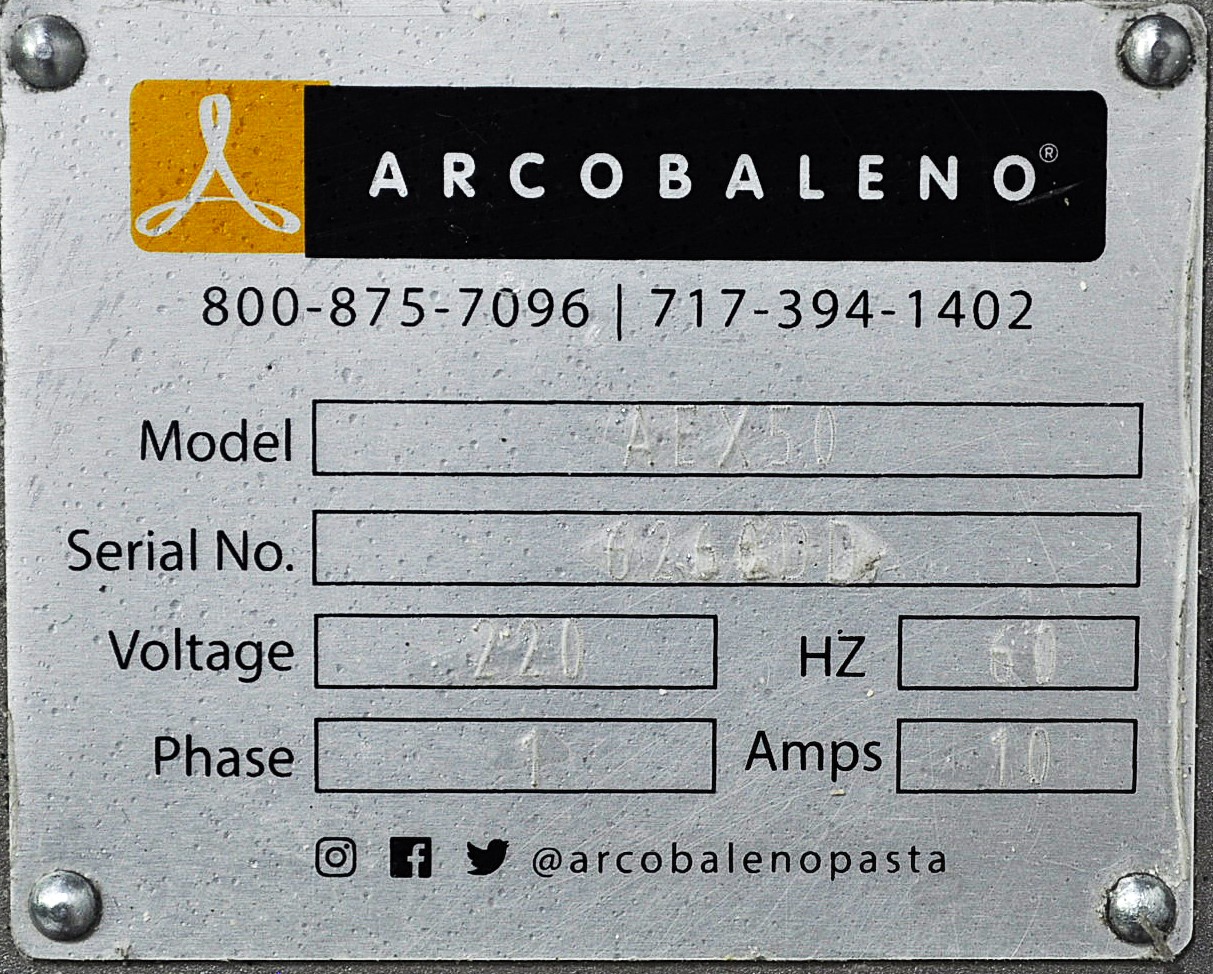 ARCOBALENO®
800-875-7096 | 717-394-1402
Model AEX50
Serial No.
Voltage 220 HZ 60
Phase 1 Amps 10
@arcobalenopasta